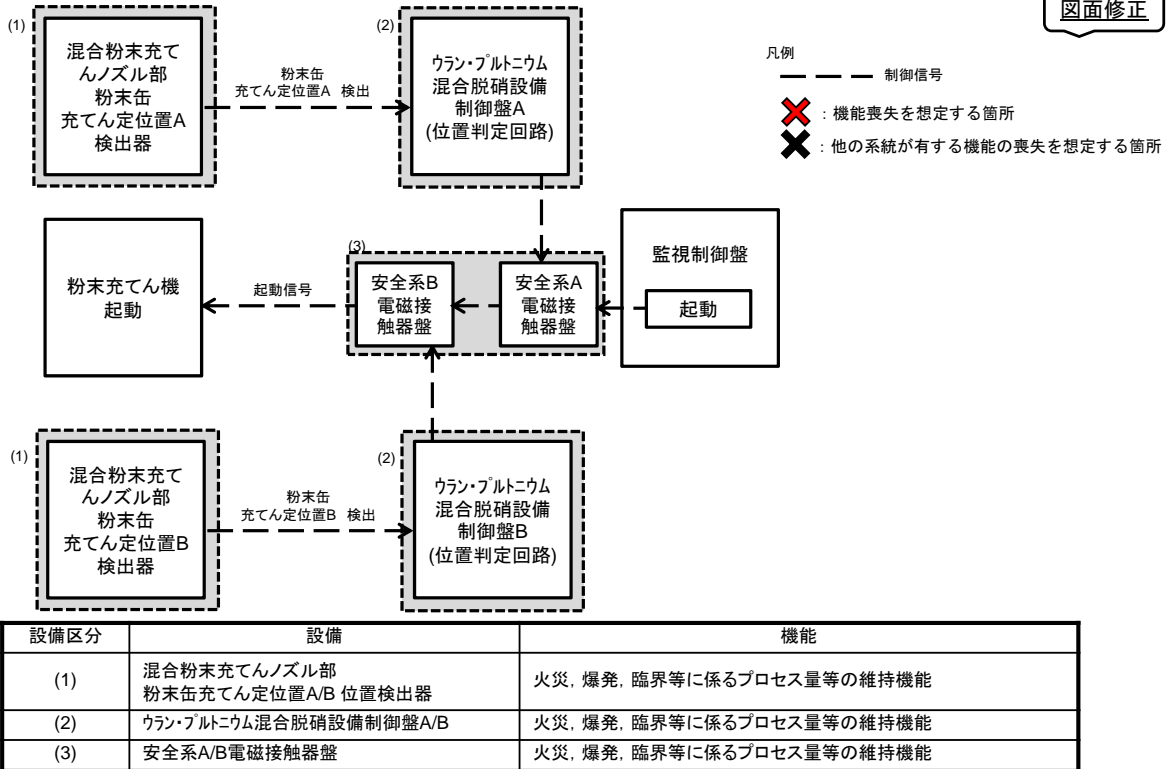 図面修正
(1)
混合粉末充て
んノズル部
粉末缶
充てん定位置A
検出器
粉末缶
充てん定位置A 検出
(2)
ウラン・プルトニウム
混合脱硝設備
制御盤A
(位置判定回路)
凡例
制御信号
：機能喪失を想定する箇所
：他の系統が有する機能の喪失を想定する箇所
粉末充てん機
起動
起動信号
(3)
安全系B
電磁接
触器盤
安全系A
電磁接
触器盤
監視制御盤
起動
(1)
混合粉末充て
んノズル部
粉末缶
充てん定位置B
検出器
粉末缶
充てん定位置B 検出
(2)
ウラン・プルトニウム
混合脱硝設備
制御盤B
(位置判定回路)
設備区分 設備 機能
(1) 混合粉末充てんノズル部
粉末缶充てん定位置A/B 位置検出器 火災，爆発，臨界等に係るプロセス量等の維持機能
(2) ウラン・プルトニウム混合脱硝設備制御盤A/B 火災，爆発，臨界等に係るプロセス量等の維持機能
(3) 安全系A/B電磁接触器盤 火災，爆発，臨界等に係るプロセス量等の維持機能